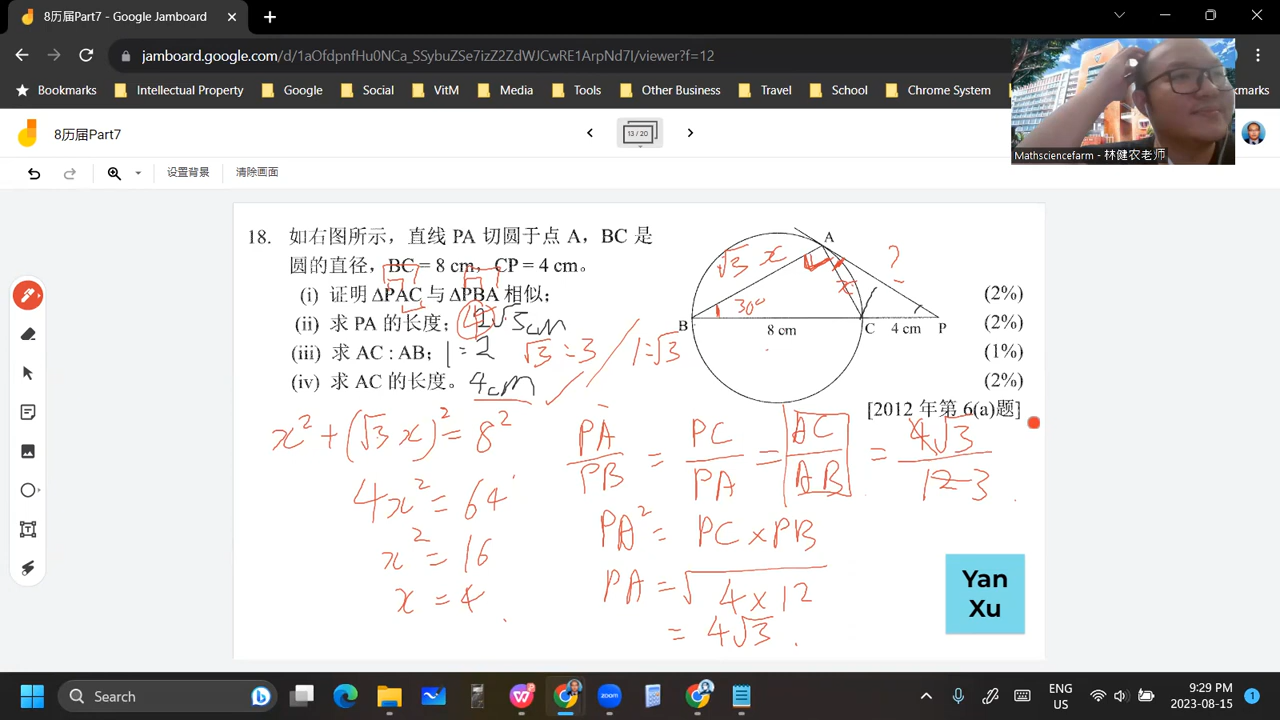 8历届Part7 - Google Jamboard
jamboard.google.com/d/1aOfdpnm
0NCa_SSybuZSe7izZ2ZdWJCwRE1ArpNd7I/viewer?f=12
Bookmarks Intellectual Property Google Social VitM Media Tools Other Business Travel School Chrome System Bookmarks
8历届Part7
13 / 20
Mathsciencefarm - 林健农老师
设置背景 清除画面
18. 如右图所示，直线 PA 切圆于点 A，BC 是
圆的直径，BC = 8 cm，CP = 4 cm。
(i) 证明 ΔPAC 与 ΔPBA 相似； (2%)
(ii) 求 PA 的长度； (2%)
(iii) 求 AC : AB； 1=2 √3=3 / 1=√3 (1%)
(iv) 求 AC 的长度。 4cm (2%)
[2012 年第 6(a)题]
A
√3 x
?
x
30°
B 8 cm C 4 cm P
x² + (√3 x)² = 8²
4x² = 64
x² = 16
x = 4
PA/PB = PC/PA = AC/AB = 4√3/12 3
PA² = PC × PB
PA = √4×12
= 4√3
Yan
Xu
Search
ENG
US
9:29 PM
2023-08-15
1